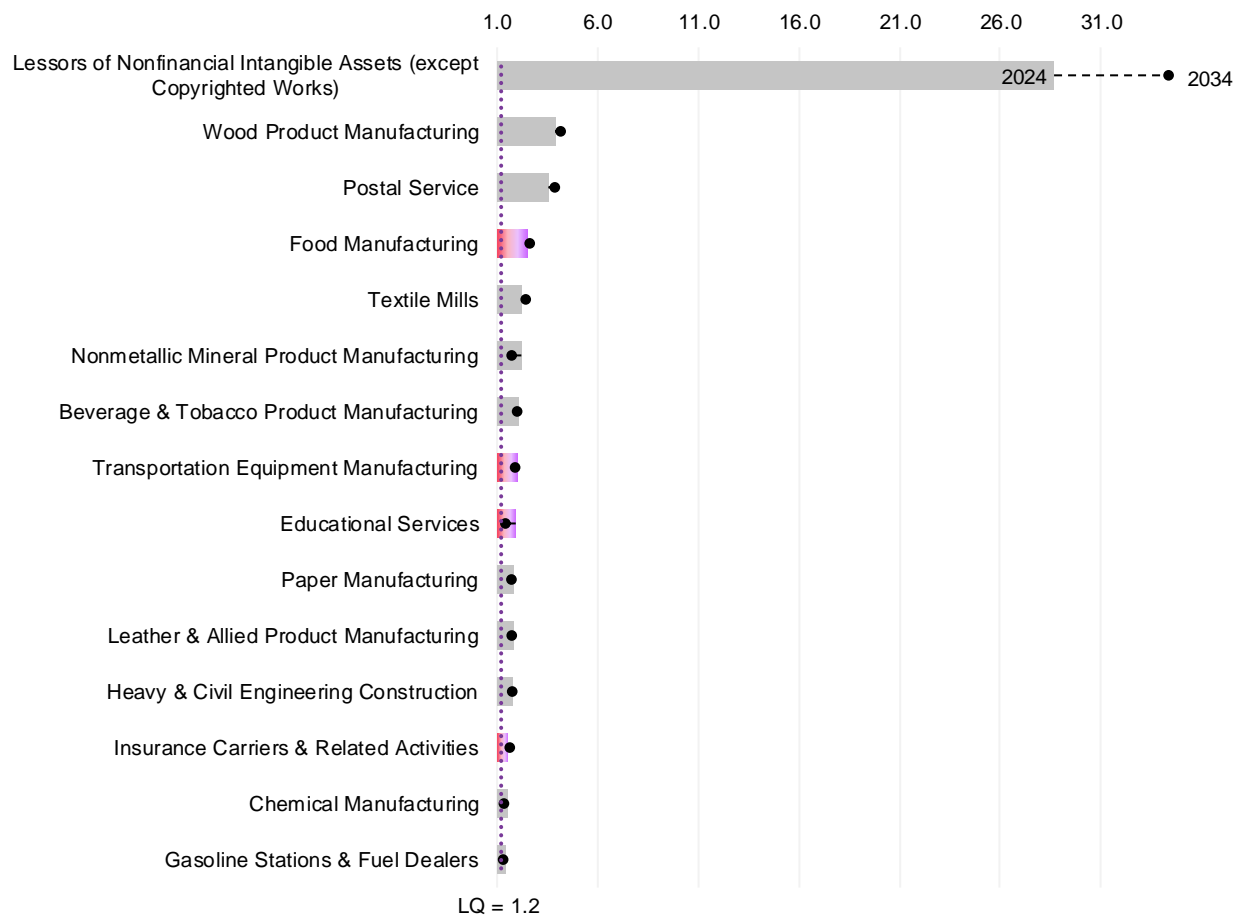 1.0 6.0 11.0 16.0 21.0 26.0 31.0
Lessors of Nonfinancial Intangible Assets (except
Copyrighted Works)
2024
2034
Wood Product Manufacturing
Postal Service
Food Manufacturing
Textile Mills
Nonmetallic Mineral Product Manufacturing
Beverage & Tobacco Product Manufacturing
Transportation Equipment Manufacturing
Educational Services
Paper Manufacturing
Leather & Allied Product Manufacturing
Heavy & Civil Engineering Construction
Insurance Carriers & Related Activities
Chemical Manufacturing
Gasoline Stations & Fuel Dealers
LQ = 1.2